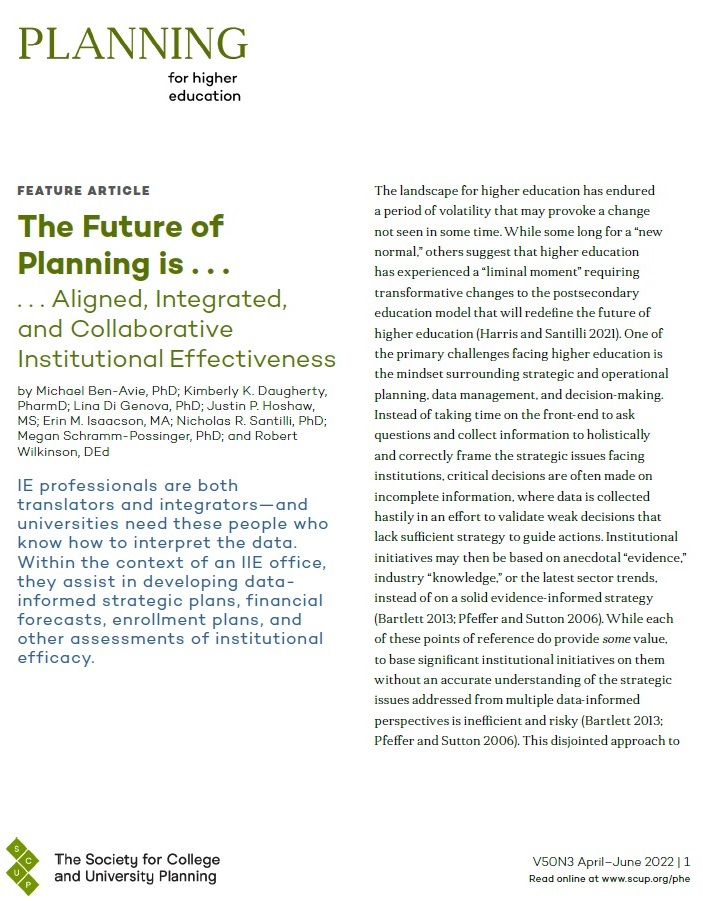 PLANNING
for higher
education
FEATURE ARTICLE
The Future of
Planning is . . .
. . . Aligned, Integrated,
and Collaborative
Institutional Effectiveness
by Michael Ben-Avie, PhD; Kimberly K. Daugherty,
PharmD; Lina Di Genova, PhD; Justin P. Hoshaw,
MS; Erin M. Isaacson, MA; Nicholas R. Santilli, PhD;
Megan Schramm-Possinger, PhD; and Robert
Wilkinson, DEd
IE professionals are both
translators and integrators—and
universities need these people who
know how to interpret the data.
Within the context of an IIE office,
they assist in developing data-
informed strategic plans, financial
forecasts, enrollment plans, and
other assessments of institutional
efficacy.
The landscape for higher education has endured
a period of volatility that may provoke a change
not seen in some time. While some long for a “new
normal,” others suggest that higher education
has experienced a “liminal moment” requiring
transformative changes to the postsecondary
education model that will redefine the future of
higher education (Harris and Santilli 2021). One of
the primary challenges facing higher education is
the mindset surrounding strategic and operational
planning, data management, and decision-making.
Instead of taking time on the front-end to ask
questions and collect information to holistically
and correctly frame the strategic issues facing
institutions, critical decisions are often made on
incomplete information, where data is collected
hastily in an effort to validate weak decisions that
lack sufficient strategy to guide actions. Institutional
initiatives may then be based on anecdotal “evidence,”
industry “knowledge,” or the latest sector trends,
instead of on a solid evidence-informed strategy
(Bartlett 2013; Pfeffer and Sutton 2006). While each
of these points of reference do provide some value,
to base significant institutional initiatives on them
without an accurate understanding of the strategic
issues addressed from multiple data-informed
perspectives is inefficient and risky (Bartlett 2013;
Pfeffer and Sutton 2006). This disjointed approach to
S
C
U
P
The Society for College
and University Planning
V50N3 April–June 2022 | 1
Read online at www.scup.org/phe